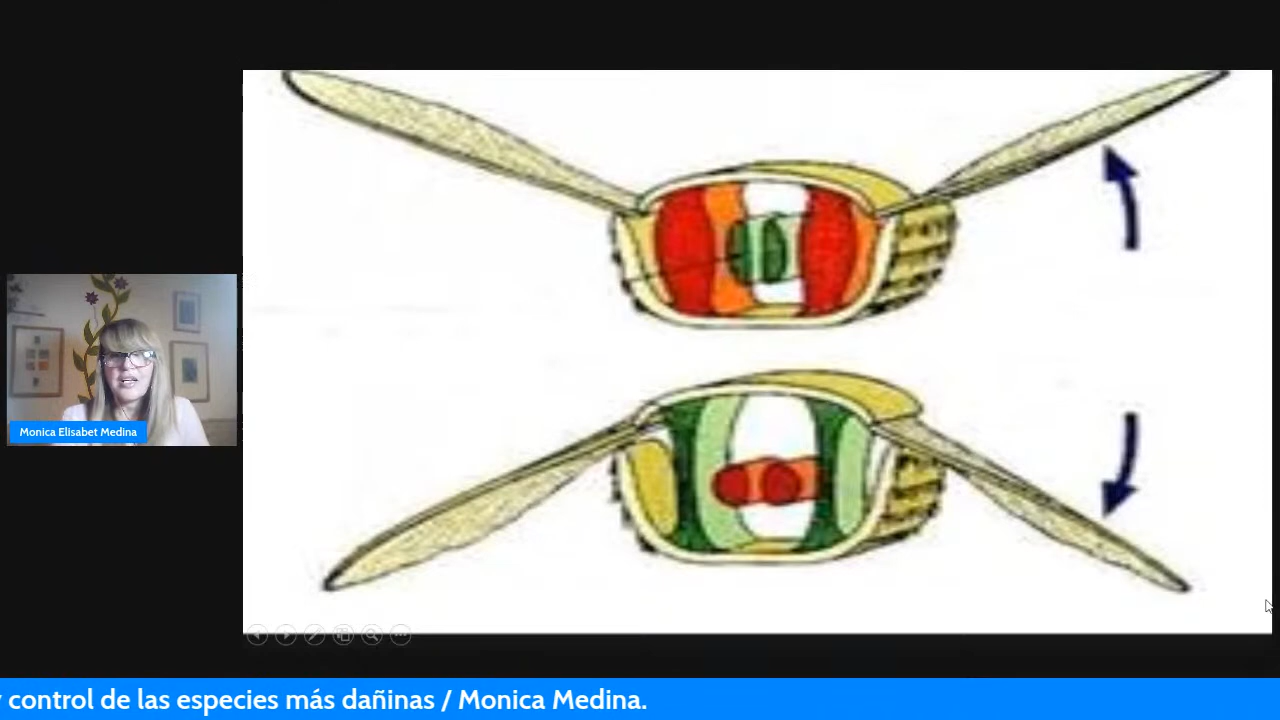 Monica Elisabet Medina
control de las especies más dañinas / Monica Medina.